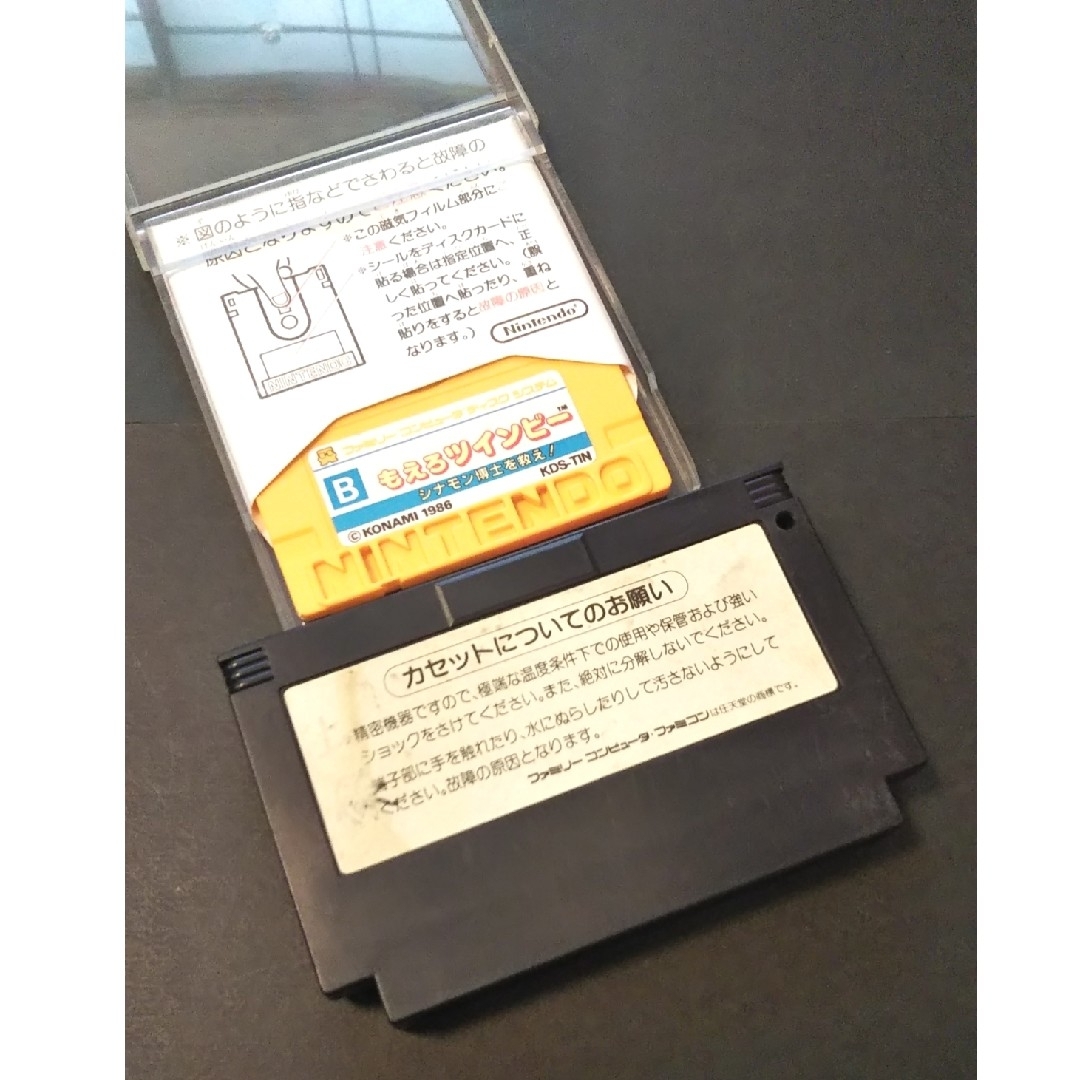 ※図のように指などでさわると故障の
原因となりますので、
ください。
※この磁気フィルム部分に
注意ください。
※シールをディスクカードに
貼る場合は指定位置へ、正
しく貼ってください。(誤
った位置へ貼ったり、重ね
貼りをすると故障の原因と
なります。)
Nintendo
NINTENDO
ファミリー コンピュータ ディスク システム
B
もえろツインビー™
シナモン博士を救え!
© KONAMI 1986
KDS-TIN
NINTENDO
カセットについてのお願い
精密機器ですので、極端な温度条件下での使用や保管および強い
ショックをさけてください。また、絶対に分解しないでください。
端子部に手を触れたり、水にぬらしたりして汚さないようにして
ください。故障の原因となります。
ファミリー コンピュータ・ファミコンは任天堂の商標です。